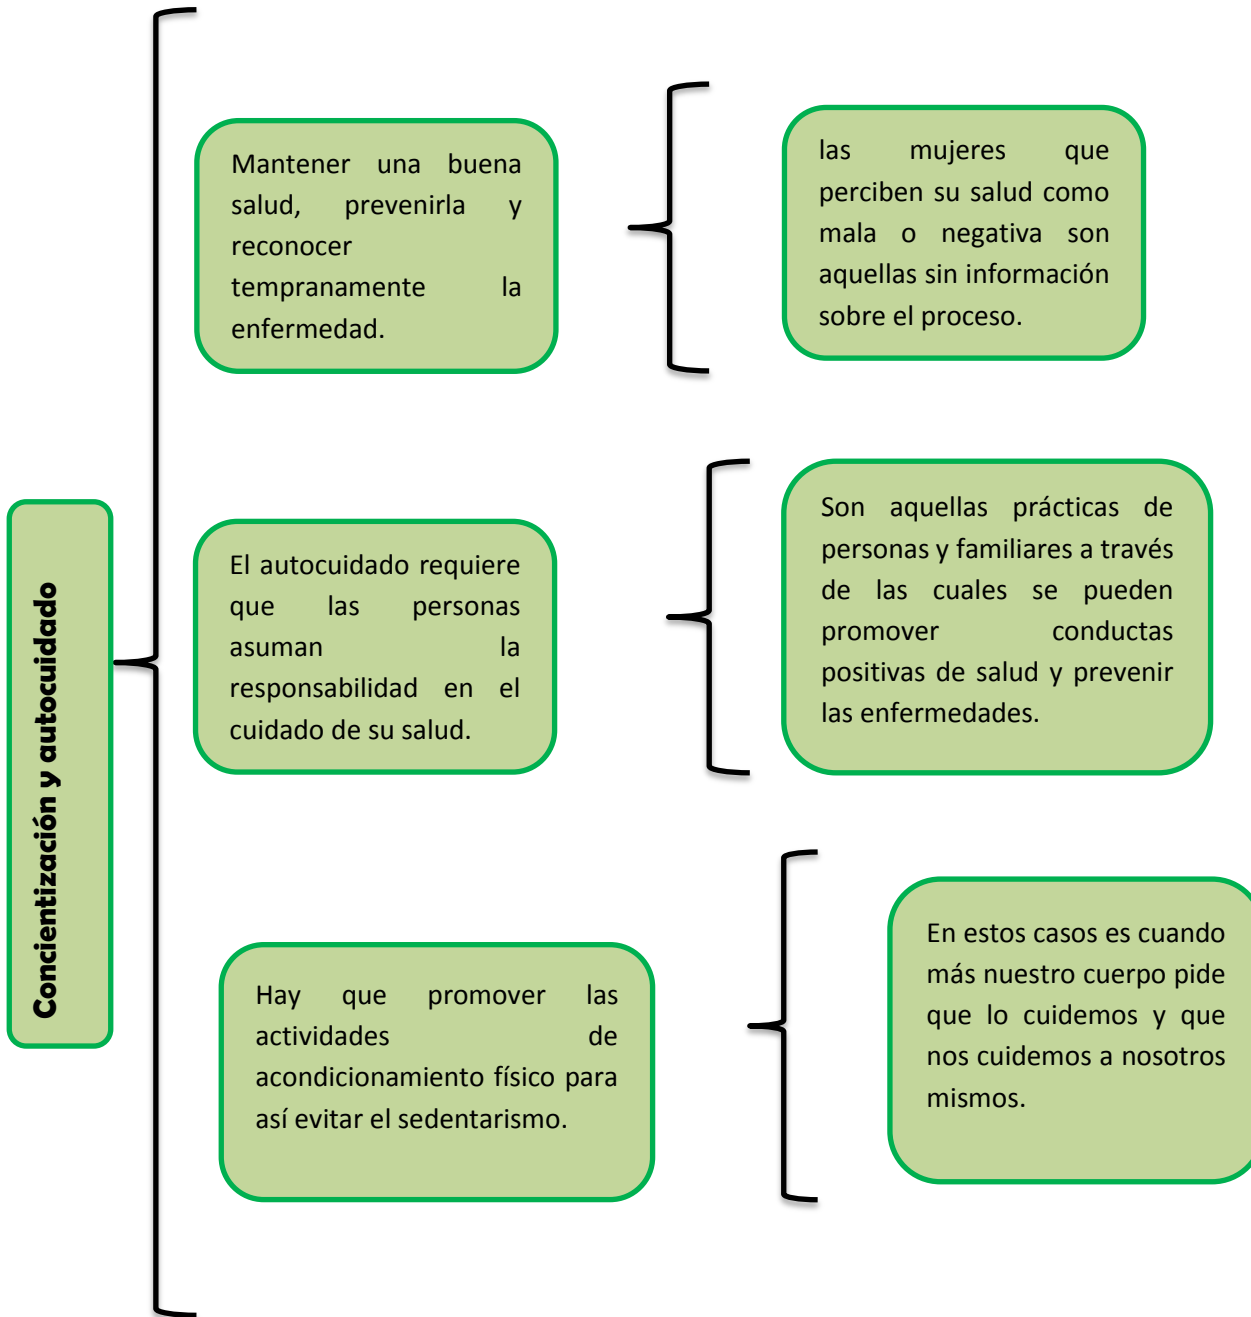 Concientización y autocuidado
Mantener una buena
salud, prevenirla y
reconocer
tempranamente la
enfermedad.
las mujeres que
perciben su salud como
mala o negativa son
aquellas sin información
sobre el proceso.
El autocuidado requiere
que las personas
asuman la
responsabilidad en el
cuidado de su salud.
Son aquellas prácticas de
personas y familiares a través
de las cuales se pueden
promover conductas
positivas de salud y prevenir
las enfermedades.
Hay que promover las
actividades de
acondicionamiento físico para
así evitar el sedentarismo.
En estos casos es cuando
más nuestro cuerpo pide
que lo cuidemos y que
nos cuidemos a nosotros
mismos.